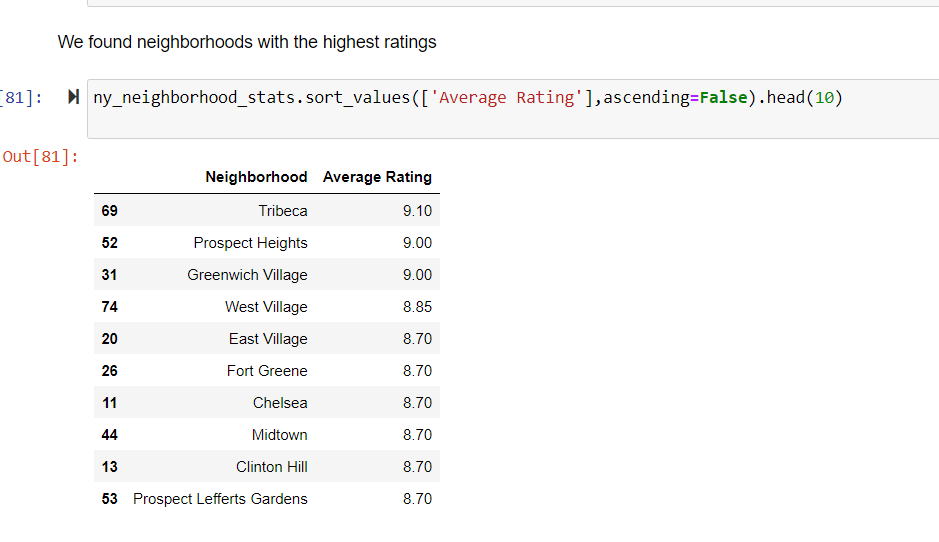 We found neighborhoods with the highest ratings
[81]: ny_neighborhood_stats.sort_values(['Average Rating'],ascending=False).head(10)
Out[81]:
Neighborhood Average Rating
69 Tribeca 9.10
52 Prospect Heights 9.00
31 Greenwich Village 9.00
74 West Village 8.85
20 East Village 8.70
26 Fort Greene 8.70
11 Chelsea 8.70
44 Midtown 8.70
13 Clinton Hill 8.70
53 Prospect Lefferts Gardens 8.70